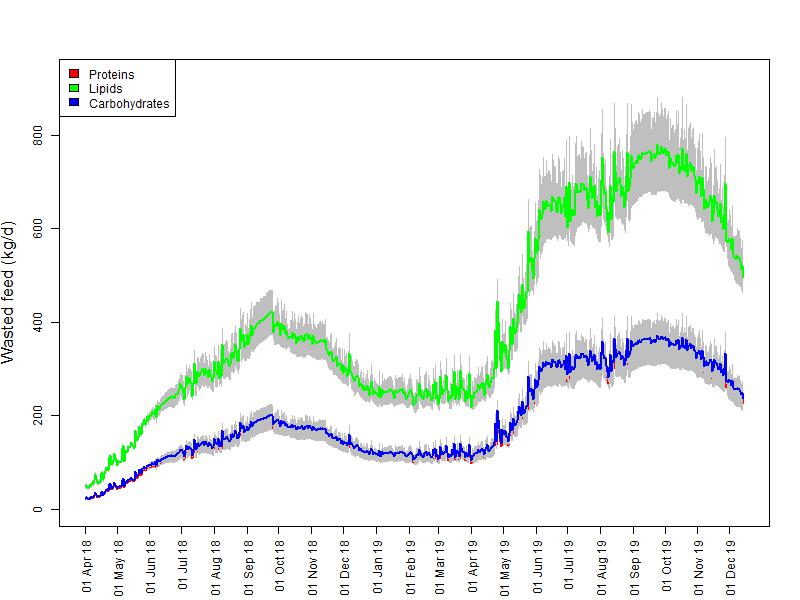 Proteins
Lipids
Carbohydrates
Wasted feed (kg/d)
800
600
400
200
0
01 Apr 18
01 May 18
01 Jun 18
01 Jul 18
01 Aug 18
01 Sep 18
01 Oct 18
01 Nov 18
01 Dec 18
01 Jan 19
01 Feb 19
01 Mar 19
01 Apr 19
01 May 19
01 Jun 19
01 Jul 19
01 Aug 19
01 Sep 19
01 Oct 19
01 Nov 19
01 Dec 19